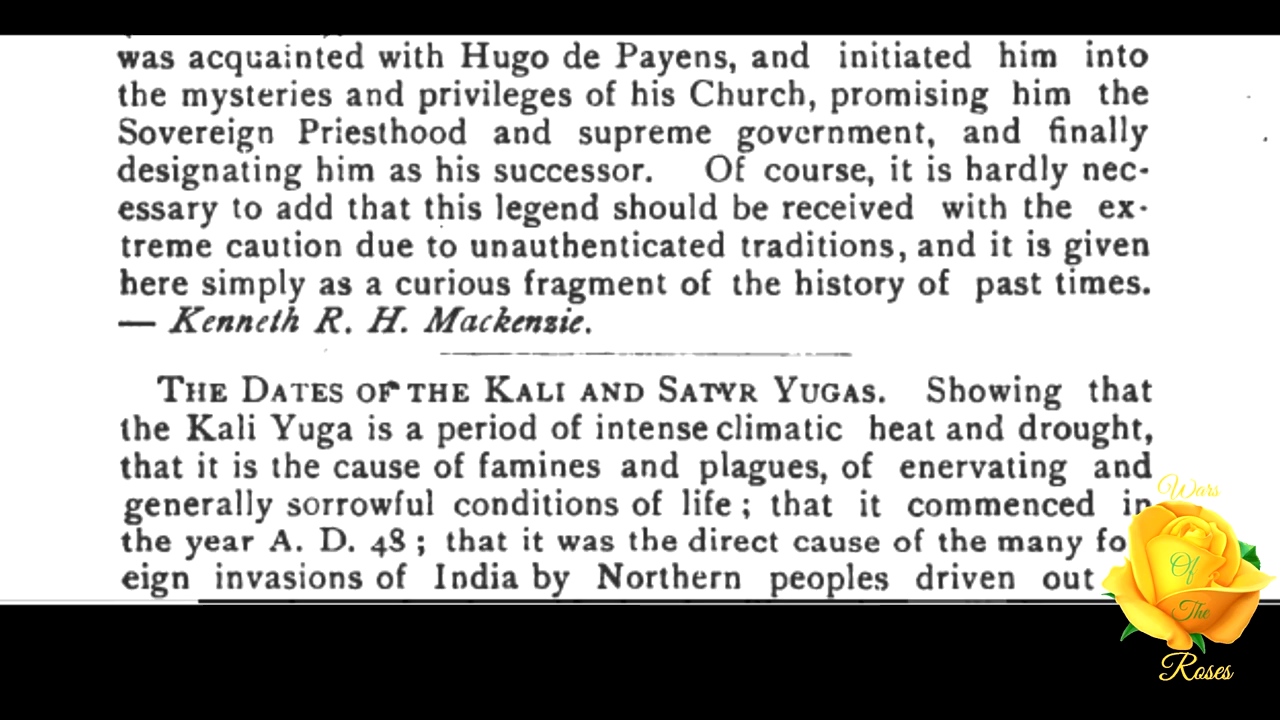 was acquainted with Hugo de Payens, and initiated him into
the mysteries and privileges of his Church, promising him the
Sovereign Priesthood and supreme government, and finally
designating him as his successor. Of course, it is hardly nec-
essary to add that this legend should be received with the ex-
treme caution due to unauthenticated traditions, and it is given
here simply as a curious fragment of the history of past times.
— Kenneth R. H. Mackenzie.
THE DATES OF THE KALI AND SATYR YUGAS. Showing that
the Kali Yuga is a period of intense climatic heat and drought,
that it is the cause of famines and plagues, of enervating and
generally sorrowful conditions of life; that it commenced in
the year A. D. 48; that it was the direct cause of the many fo
eign invasions of India by Northern peoples driven out
Wars
Of
The
Roses